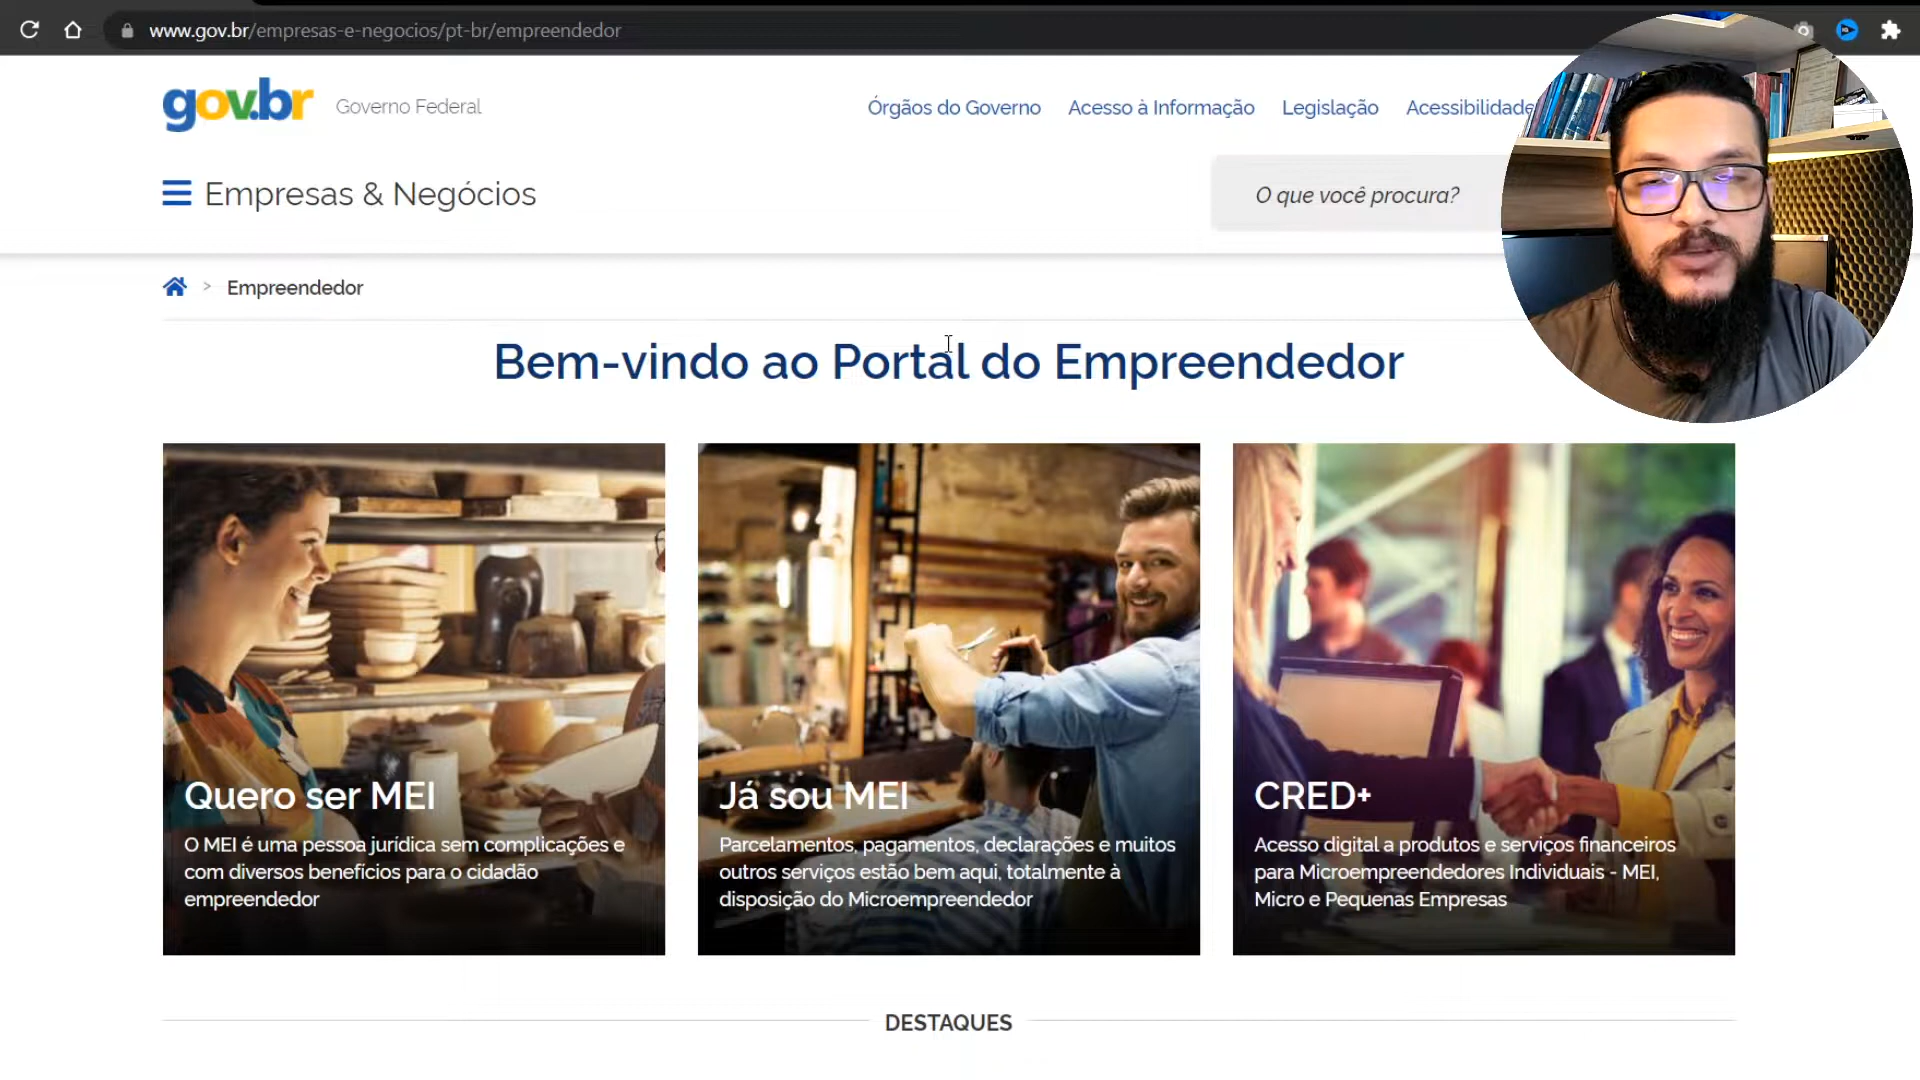 www.gov.br/empresas-e-negocios/pt-br/empreendedor
gov.br Governo Federal
Órgãos do Governo Acesso à Informação Legislação Acessibilidade
Empresas & Negócios
O que você procura?
> Empreendedor
Bem-vindo ao Portal do Empreendedor
Quero ser MEI
O MEI é uma pessoa jurídica sem complicações e
com diversos benefícios para o cidadão
empreendedor
Já sou MEI
Parcelamentos, pagamentos, declarações e muitos
outros serviços estão bem aqui, totalmente à
disposição do Microempreendedor
CRED+
Acesso digital a produtos e serviços financeiros
para Microempreendedores Individuais - MEI,
Micro e Pequenas Empresas
DESTAQUES